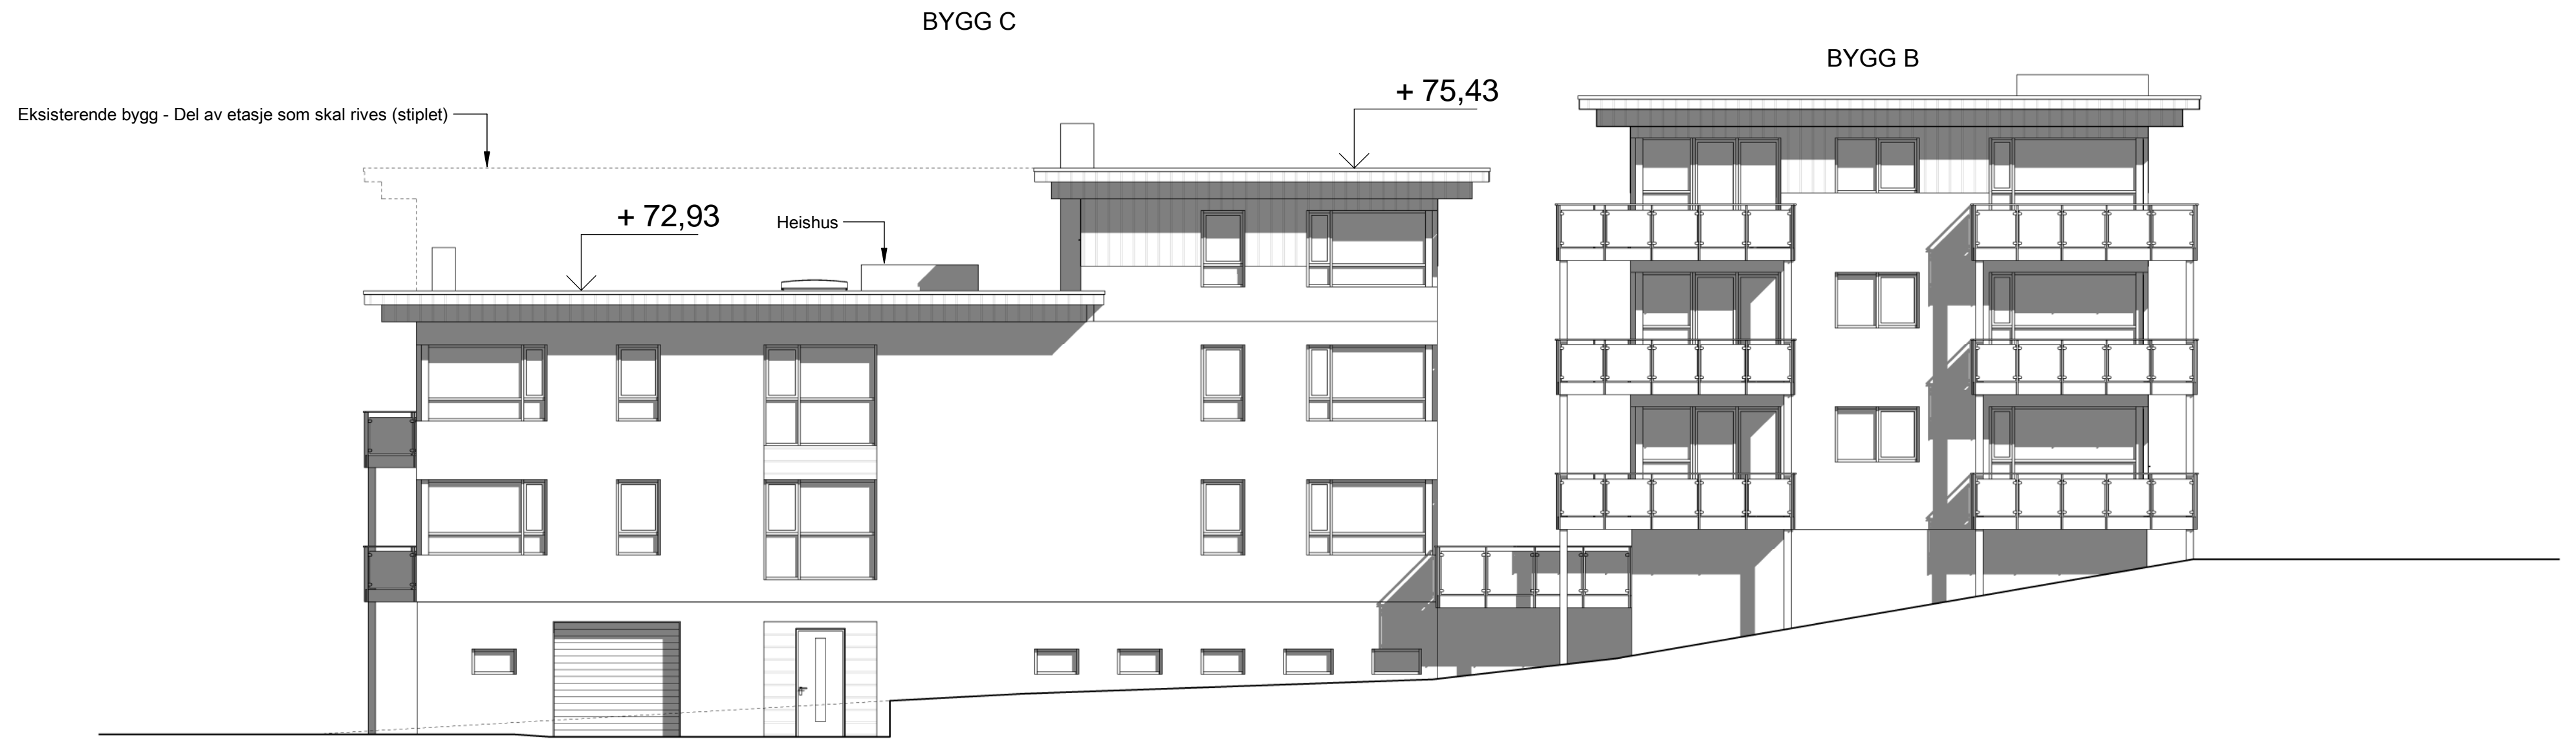 BYGG C
BYGG B
+ 75,43
Eksisterende bygg - Del av etasje som skal rives (stiplet)
+ 72,93
Heishus